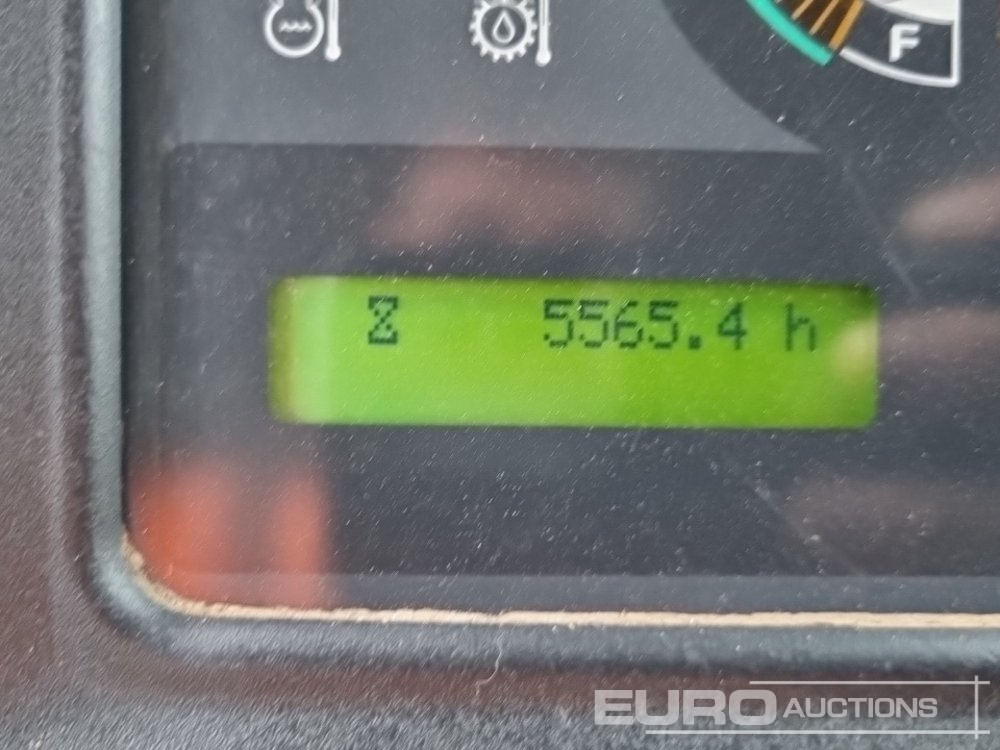 F
5565.4 h
EURO AUCTIONS